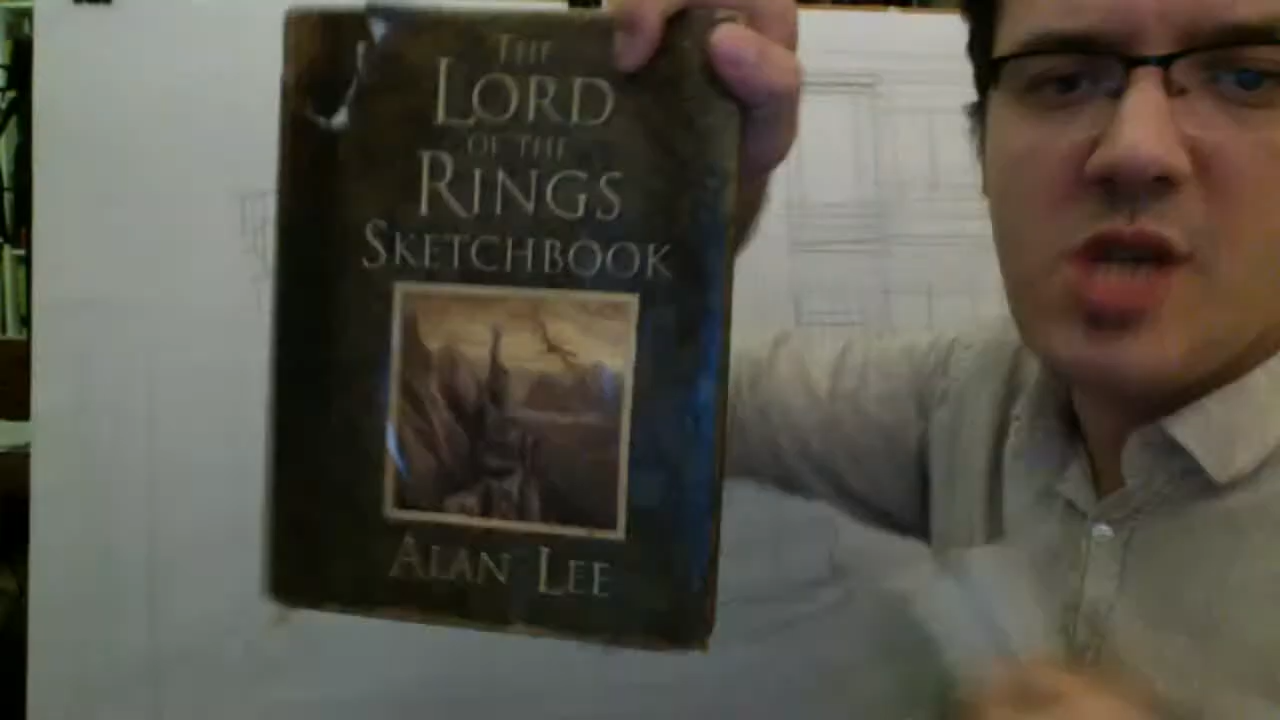 THE
LORD
OF THE
RINGS
SKETCHBOOK
ALAN LEE